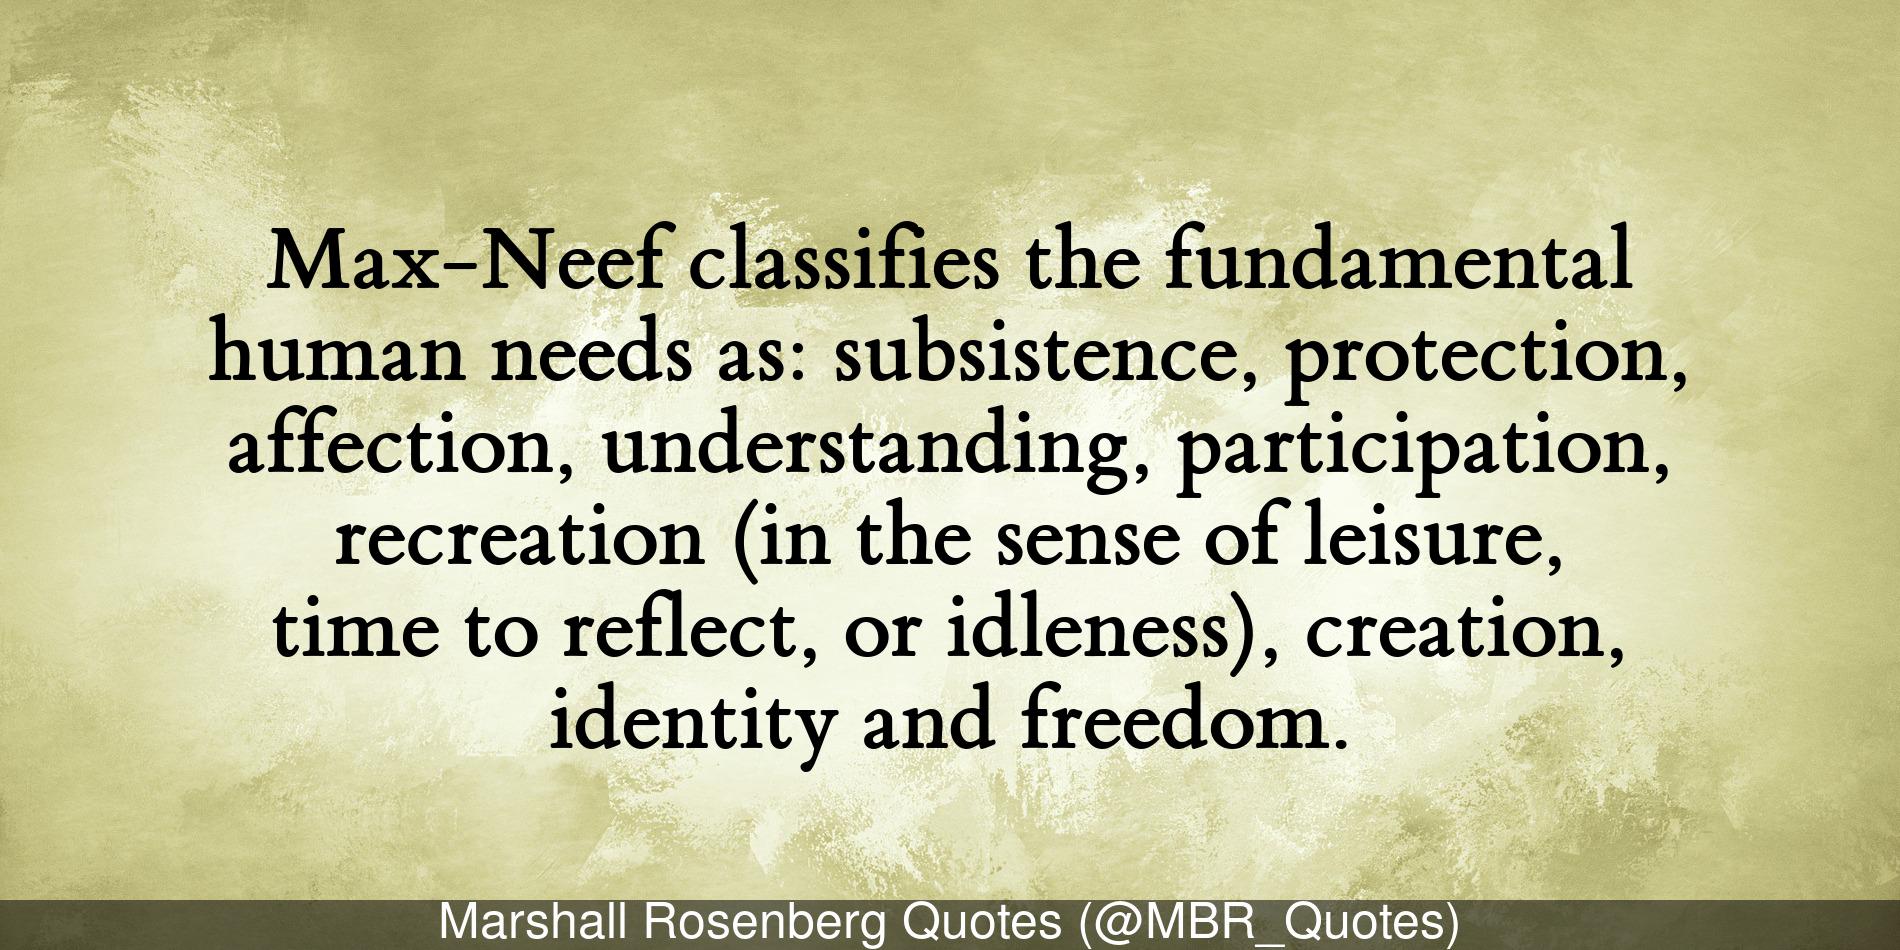 Max-Neef classifies the fundamental
human needs as: subsistence, protection,
affection, understanding, participation,
recreation (in the sense of leisure,
time to reflect, or idleness), creation,
identity and freedom.
Marshall Rosenberg Quotes (@MBR_Quotes)